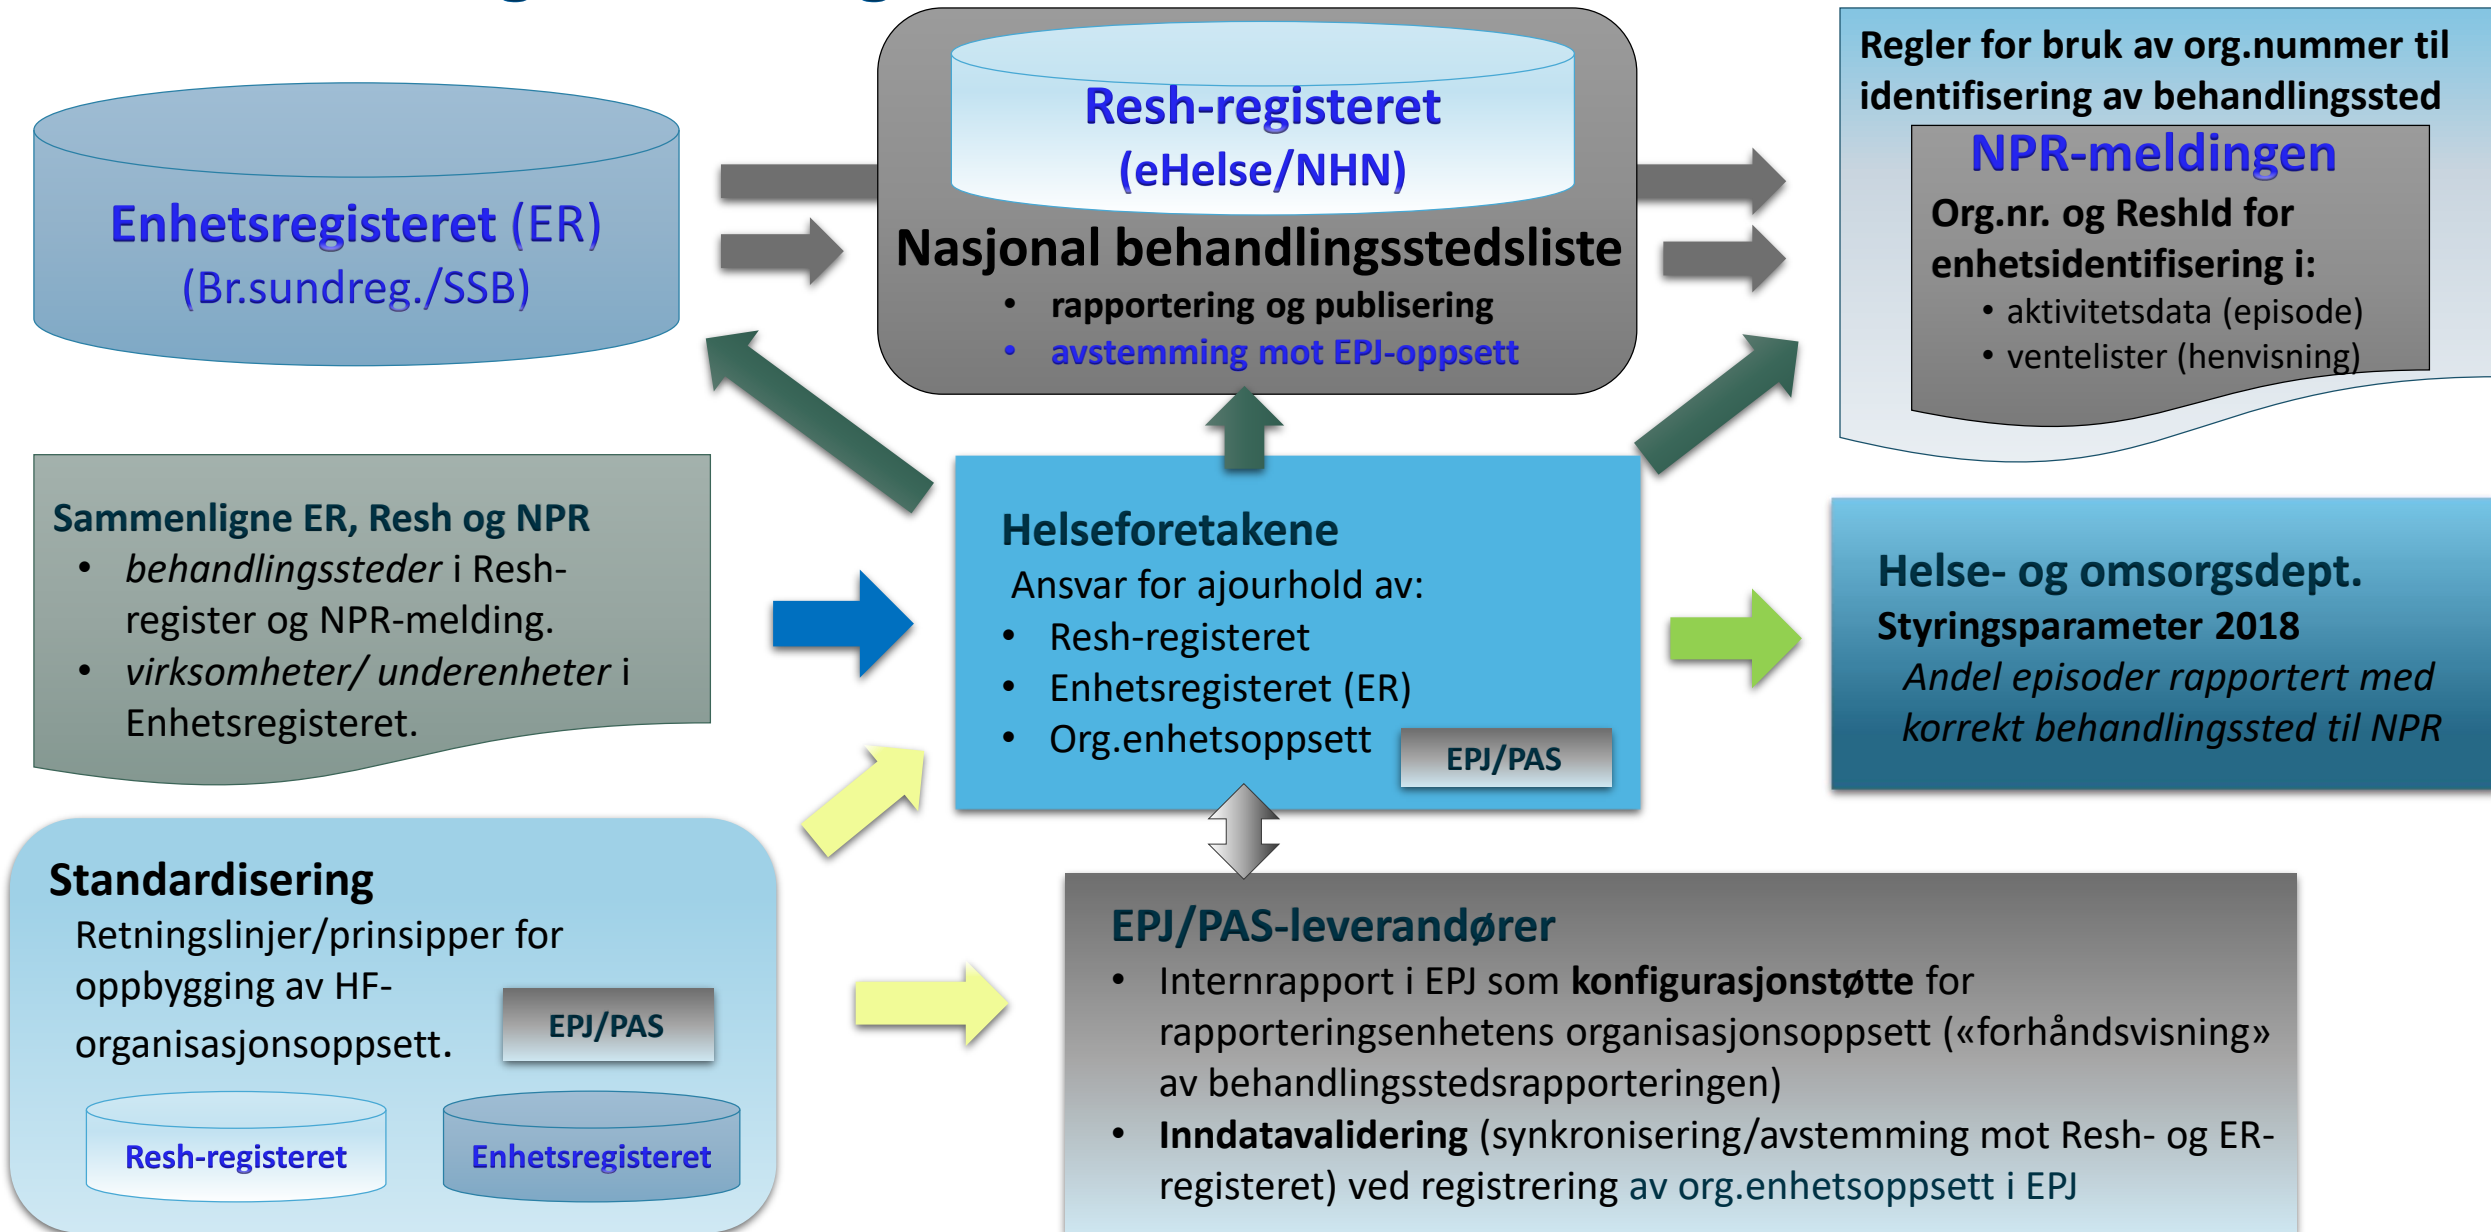 Enhetsregisteret (ER)
(Br.sundreg./SSB)
Resh-registeret
(eHelse/NHN)
Nasjonal behandlingsstedsliste
• rapportering og publisering
• avstemming mot EPJ-oppsett
Regler for bruk av org.nummer til
identifisering av behandlingssted
NPR-meldingen
Org.nr. og ReshId for
enhetsidentifisering i:
• aktivitetsdata (episode)
• ventelister (henvisning)
Sammenligne ER, Resh og NPR
• behandlingssteder i Resh-
register og NPR-melding.
• virksomheter/ underenheter i
Enhetsregisteret.
Helseforetakene
Ansvar for ajourhold av:
• Resh-registeret
• Enhetsregisteret (ER)
• Org.enhetsoppsett
EPJ/PAS
Helse- og omsorgsdept.
Styringsparameter 2018
Andel episoder rapportert med
korrekt behandlingssted til NPR
Standardisering
Retningslinjer/prinsipper for
oppbygging av HF-
organisasjonsoppsett.
EPJ/PAS
Resh-registeret
Enhetsregisteret
EPJ/PAS-leverandører
• Internrapport i EPJ som konfigurasjonstøtte for
rapporteringsenhetens organisasjonsoppsett («forhåndsvisning»
av behandlingsstedsrapporteringen)
• Inndatavalidering (synkronisering/avstemming mot Resh- og ER-
registeret) ved registrering av org.enhetsoppsett i EPJ